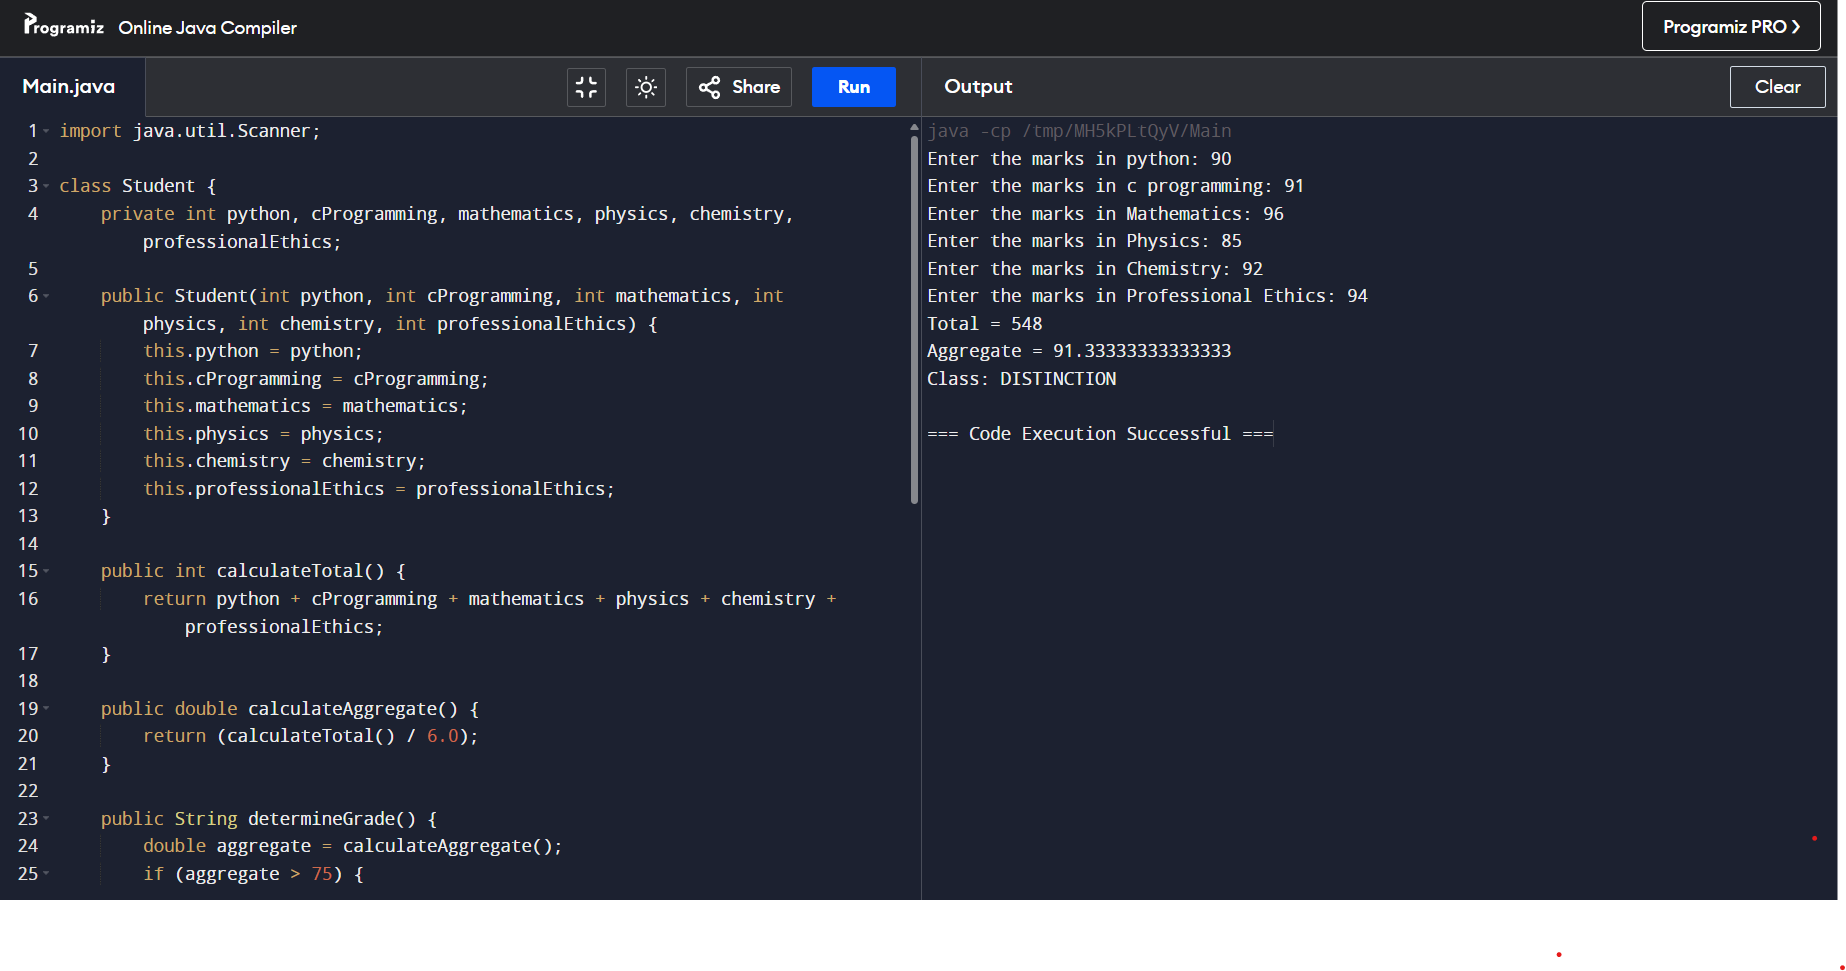 Programiz Online Java Compiler
Programiz PRO ❯
Main.java
Share
Run
Output
Clear
1 import java.util.Scanner;
2
3 class Student {
4     private int python, cProgramming, mathematics, physics, chemistry,
        professionalEthics;
5
6     public Student(int python, int cProgramming, int mathematics, int
        physics, int chemistry, int professionalEthics) {
7         this.python = python;
8         this.cProgramming = cProgramming;
9         this.mathematics = mathematics;
10         this.physics = physics;
11         this.chemistry = chemistry;
12         this.professionalEthics = professionalEthics;
13     }
14
15     public int calculateTotal() {
16         return python + cProgramming + mathematics + physics + chemistry +
            professionalEthics;
17     }
18
19     public double calculateAggregate() {
20         return (calculateTotal() / 6.0);
21     }
22
23     public String determineGrade() {
24         double aggregate = calculateAggregate();
25         if (aggregate > 75) {
java -cp /tmp/MH5kPLtQyV/Main
Enter the marks in python: 90
Enter the marks in c programming: 91
Enter the marks in Mathematics: 96
Enter the marks in Physics: 85
Enter the marks in Chemistry: 92
Enter the marks in Professional Ethics: 94
Total = 548
Aggregate = 91.33333333333333
Class: DISTINCTION
=== Code Execution Successful ===